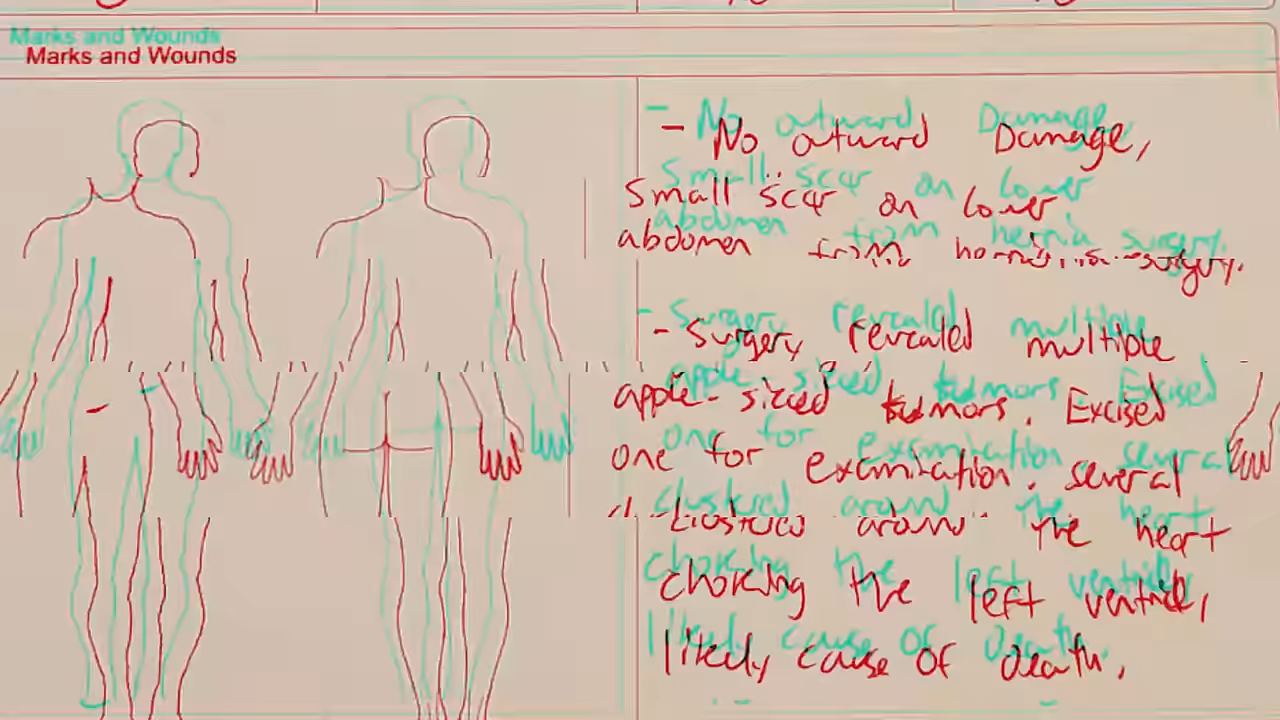 Marks and Wounds
- No outward Damage,
Small scar on lower
abdomen from hernia surgery.
- Surgery revealed multiple
apple-sized tumors. Excised
one for examination, several
clustered around the heart
choking the left ventricle,
likely cause of death.